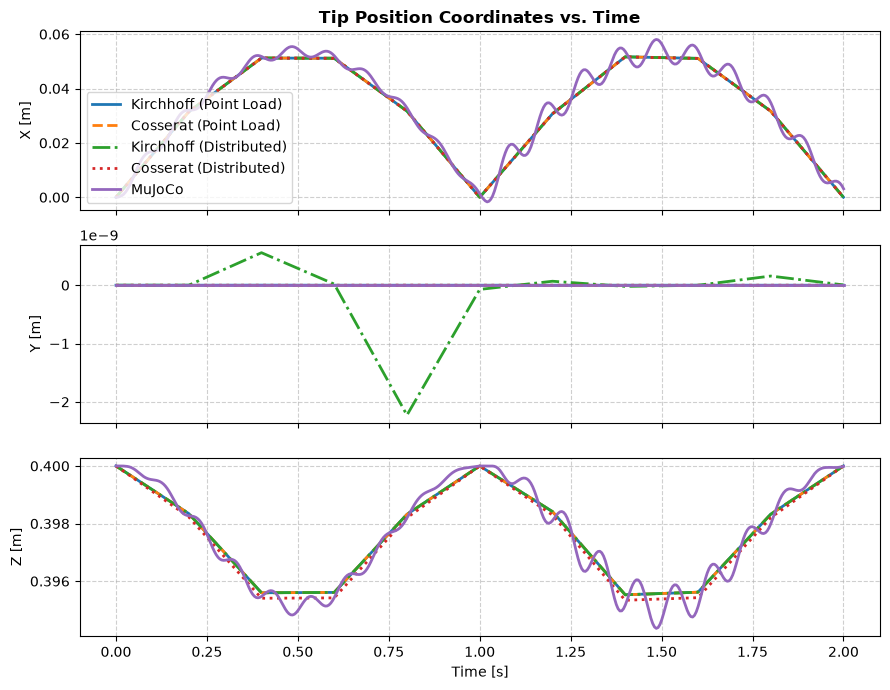 Tip Position Coordinates vs. Time
0.06
0.04
0.02
0.00
X [m]
Kirchhoff (Point Load)
Cosserat (Point Load)
Kirchhoff (Distributed)
Cosserat (Distributed)
MuJoCo
1e−9
0
−1
−2
Y [m]
0.400
0.398
0.396
Z [m]
0.00 0.25 0.50 0.75 1.00 1.25 1.50 1.75 2.00
Time [s]